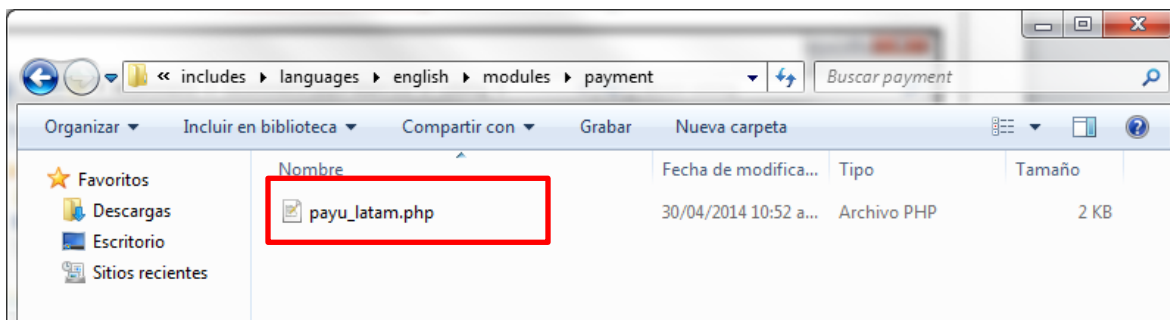 « includes ▸ languages ▸ english ▸ modules ▸ payment Buscar payment
Organizar Incluir en biblioteca Compartir con Grabar Nueva carpeta
Favoritos
Descargas
Escritorio
Sitios recientes
Nombre Fecha de modifica... Tipo Tamaño
payu_latam.php 30/04/2014 10:52 a... Archivo PHP 2 KB